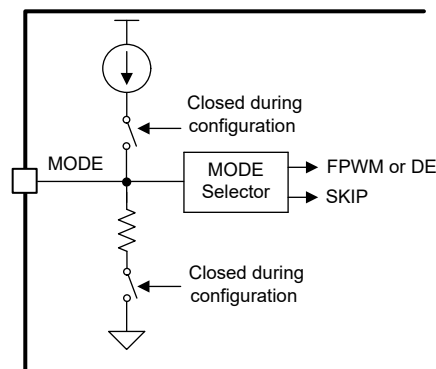 Closed during
configuration
MODE
MODE
Selector
FPWM or DE
SKIP
Closed during
configuration